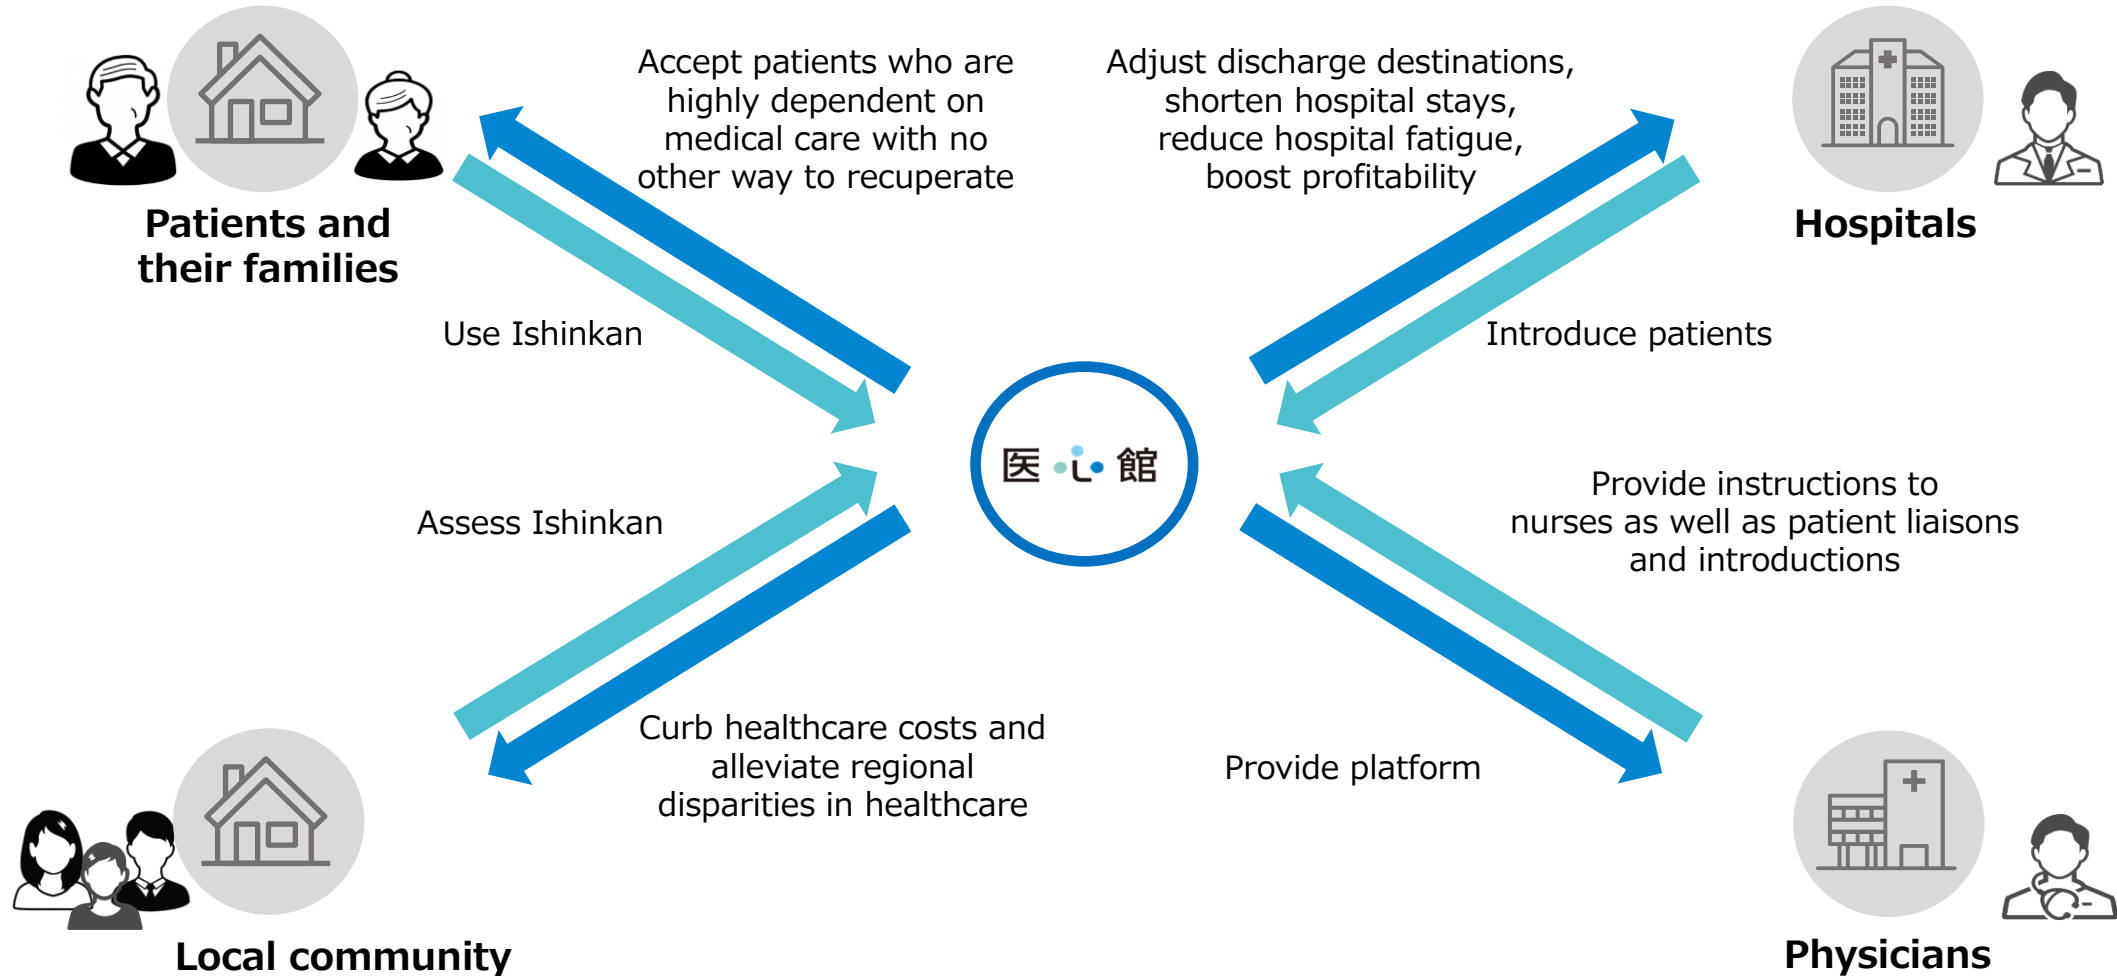 Accept patients who are
highly dependent on
medical care with no
other way to recuperate
Adjust discharge destinations,
shorten hospital stays,
reduce hospital fatigue,
boost profitability
Patients and
their families
Hospitals
Use Ishinkan
Introduce patients
医心館
Assess Ishinkan
Provide instructions to
nurses as well as patient liaisons
and introductions
Curb healthcare costs and
alleviate regional
disparities in healthcare
Provide platform
Local community
Physicians